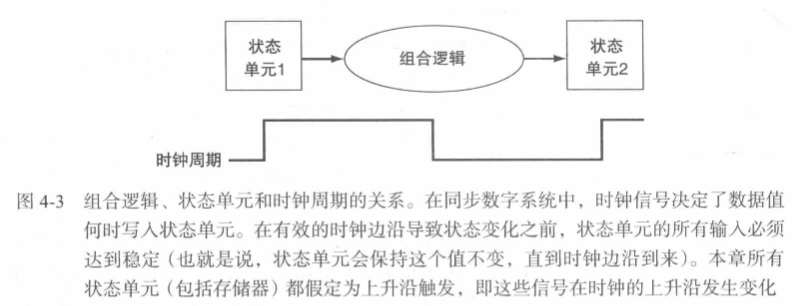 状态
单元1
组合逻辑
状态
单元2
时钟周期
图 4-3 组合逻辑、状态单元和时钟周期的关系。在同步数字系统中，时钟信号决定了数据值
何时写入状态单元。在有效的时钟边沿导致状态变化之前，状态单元的所有输入必须
达到稳定（也就是说，状态单元会保持这个值不变，直到时钟边沿到来）。本章所有
状态单元（包括存储器）都假定为上升沿触发，即这些信号在时钟的上升沿发生变化